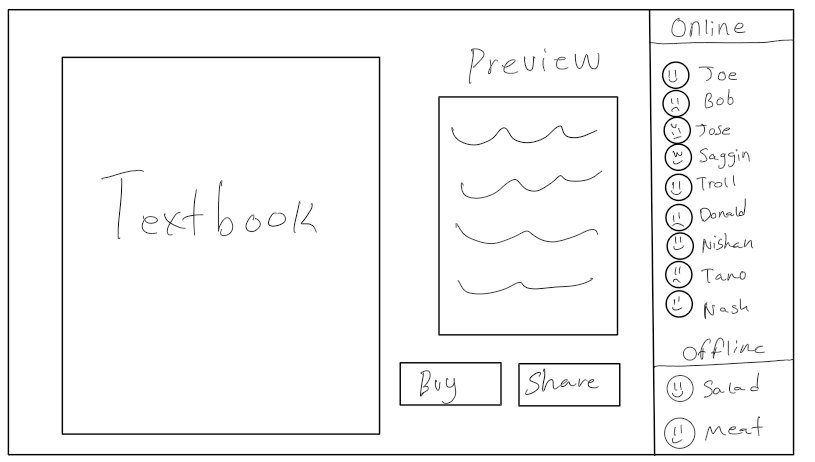 Textbook
Preview
Buy
Share
Online
Joe
Bob
Jose
Saggin
Troll
Donald
Nishan
Tano
Nash
Offline
Salad
Meat